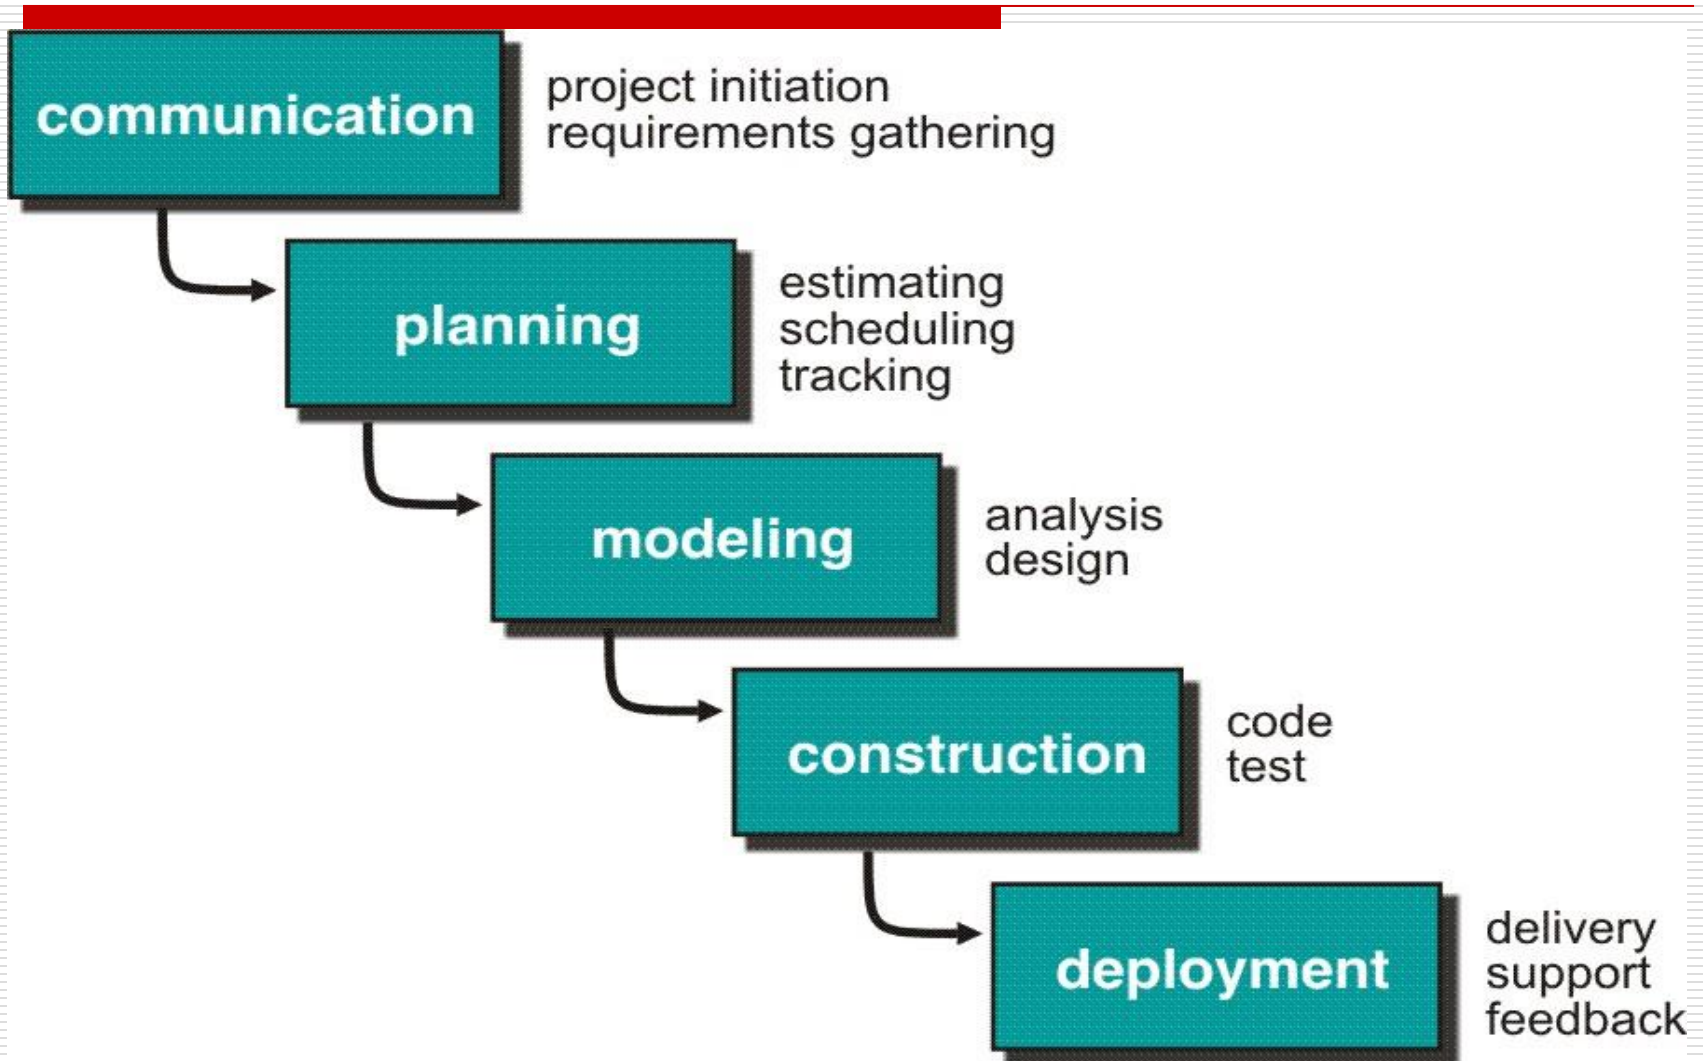 communication
project initiation
requirements gathering
planning
estimating
scheduling
tracking
modeling
analysis
design
construction
code
test
deployment
delivery
support
feedback